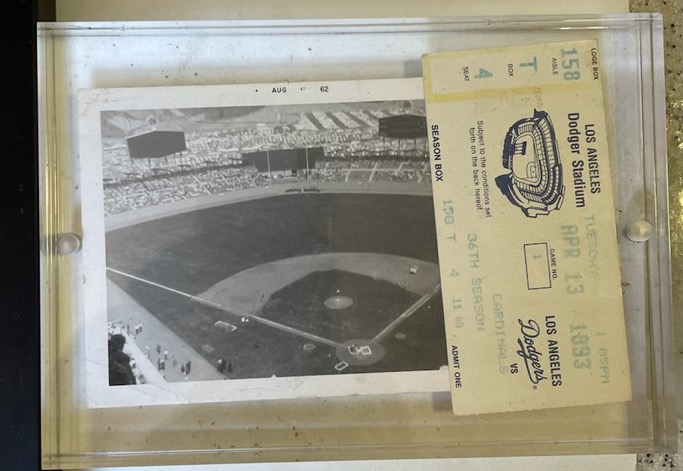 AUG 62
LOGE BOX
158
AISLE
T
BOX
4
SEAT
LOS ANGELES
Dodger Stadium
Subject to the conditions set
forth on the back hereof.
SEASON BOX
TUESDAY
APR 13 1993
1:05PM
GAME NO.
1
LOS ANGELES
Dodgers®
VS
CARDINALS
36TH SEASON
158 T 4 11 00
ADMIT ONE